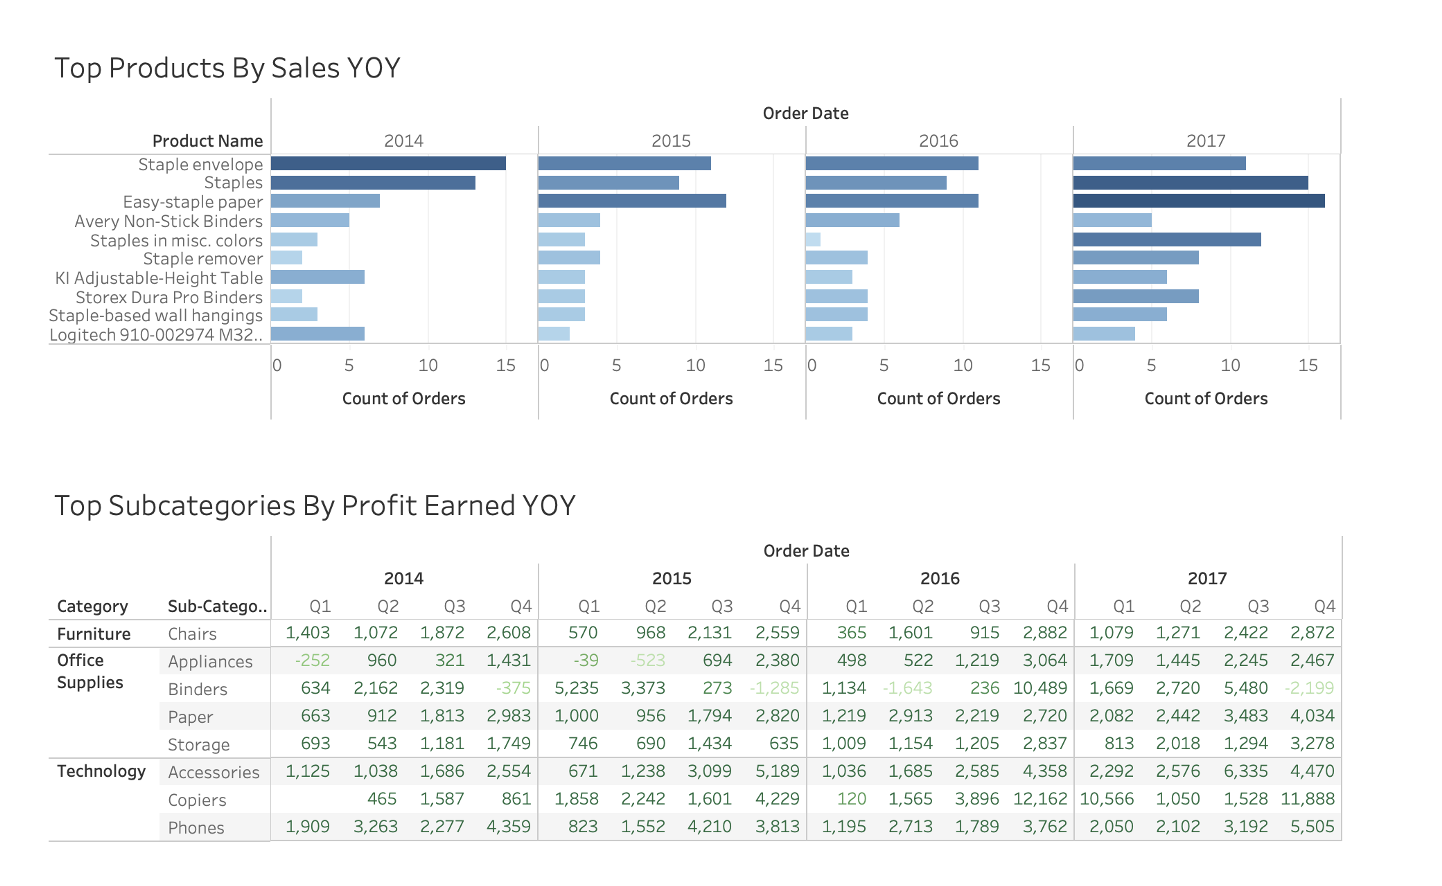 Top Products By Sales YOY
Order Date
Product Name 2014 2015 2016 2017
Staple envelope
Staples
Easy-staple paper
Avery Non-Stick Binders
Staples in misc. colors
Staple remover
KI Adjustable-Height Table
Storex Dura Pro Binders
Staple-based wall hangings
Logitech 910-002974 M32..
0 5 10 15 0 5 10 15 0 5 10 15 0 5 10 15
Count of Orders Count of Orders Count of Orders Count of Orders
Top Subcategories By Profit Earned YOY
Order Date
2014 2015 2016 2017
Category Sub-Catego.. Q1 Q2 Q3 Q4 Q1 Q2 Q3 Q4 Q1 Q2 Q3 Q4 Q1 Q2 Q3 Q4
Furniture Chairs 1,403 1,072 1,872 2,608 570 968 2,131 2,559 365 1,601 915 2,882 1,079 1,271 2,422 2,872
Office Supplies Appliances -252 960 321 1,431 -39 -523 694 2,380 498 522 1,219 3,064 1,709 1,445 2,245 2,467
Binders 634 2,162 2,319 -375 5,235 3,373 273 -1,285 1,134 -1,643 236 10,489 1,669 2,720 5,480 -2,199
Paper 663 912 1,813 2,983 1,000 956 1,794 2,820 1,219 2,913 2,219 2,720 2,082 2,442 3,483 4,034
Storage 693 543 1,181 1,749 746 690 1,434 635 1,009 1,154 1,205 2,837 813 2,018 1,294 3,278
Technology Accessories 1,125 1,038 1,686 2,554 671 1,238 3,099 5,189 1,036 1,685 2,585 4,358 2,292 2,576 6,335 4,470
Copiers 465 1,587 861 1,858 2,242 1,601 4,229 120 1,565 3,896 12,162 10,566 1,050 1,528 11,888
Phones 1,909 3,263 2,277 4,359 823 1,552 4,210 3,813 1,195 2,713 1,789 3,762 2,050 2,102 3,192 5,505